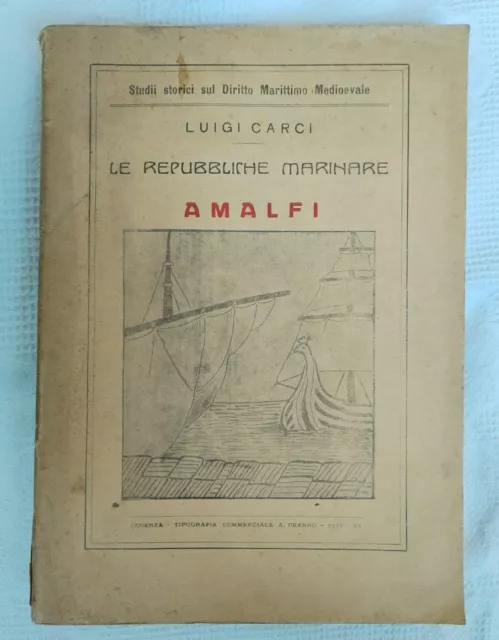 Studii storici sul Diritto Marittimo Medioevale
LUIGI CARCI
LE REPUBBLICHE MARINARE
AMALFI
COSENZA - TIPOGRAFIA COMMERCIALE A.